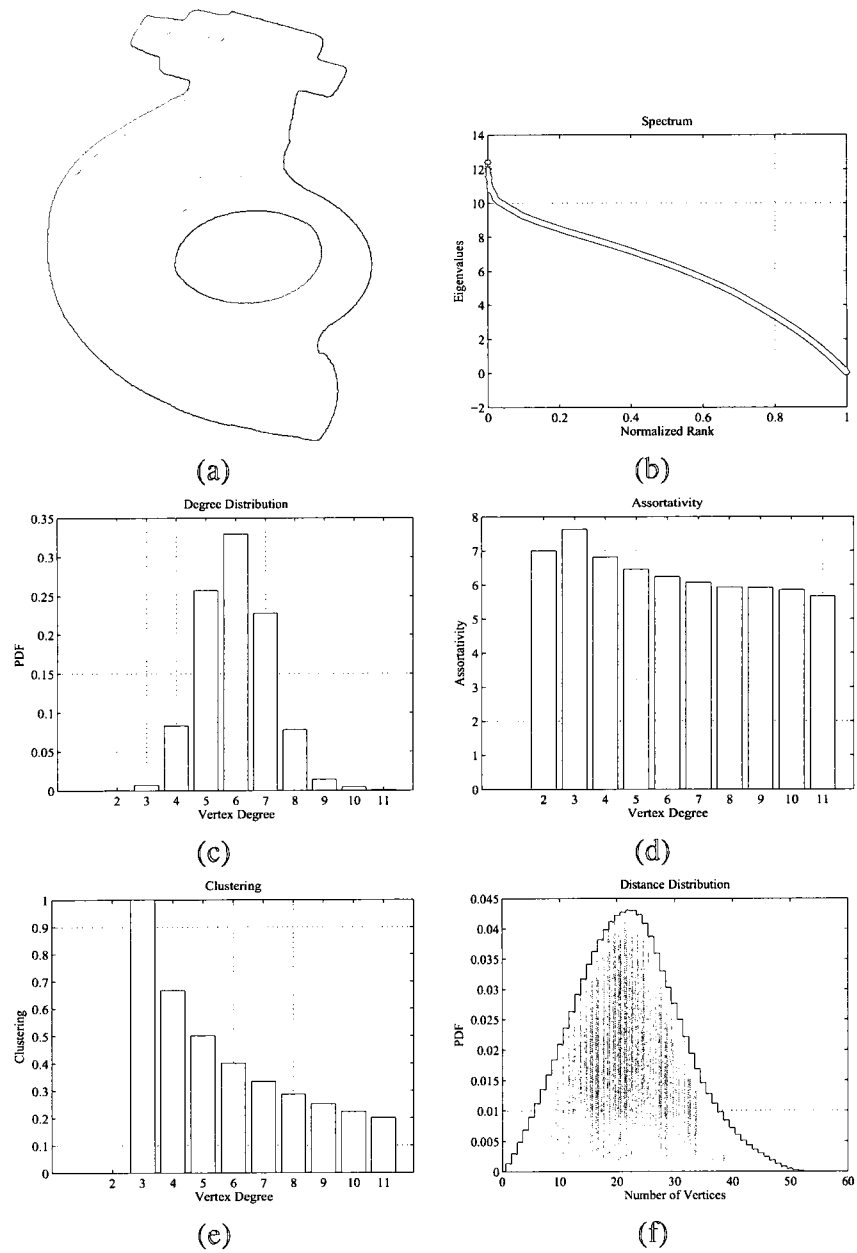 Spectrum
14
12
10
8
6
4
2
0
−2
Eigenvalues
0 0.2 0.4 0.6 0.8 1
Normalized Rank
(a)
(b)
Degree Distribution
0.35
0.3
0.25
0.2
0.15
0.1
0.05
0
PDF
2 3 4 5 6 7 8 9 10 11
Vertex Degree
(c)
Assortativity
8
7
6
5
4
3
2
1
0
Assortativity
2 3 4 5 6 7 8 9 10 11
Vertex Degree
(d)
Clustering
1
0.9
0.8
0.7
0.6
0.5
0.4
0.3
0.2
0.1
0
Clustering
2 3 4 5 6 7 8 9 10 11
Vertex Degree
(e)
Distance Distribution
0.045
0.04
0.035
0.03
0.025
0.02
0.015
0.01
0.005
0
PDF
0 10 20 30 40 50 60
Number of Vertices
(f)